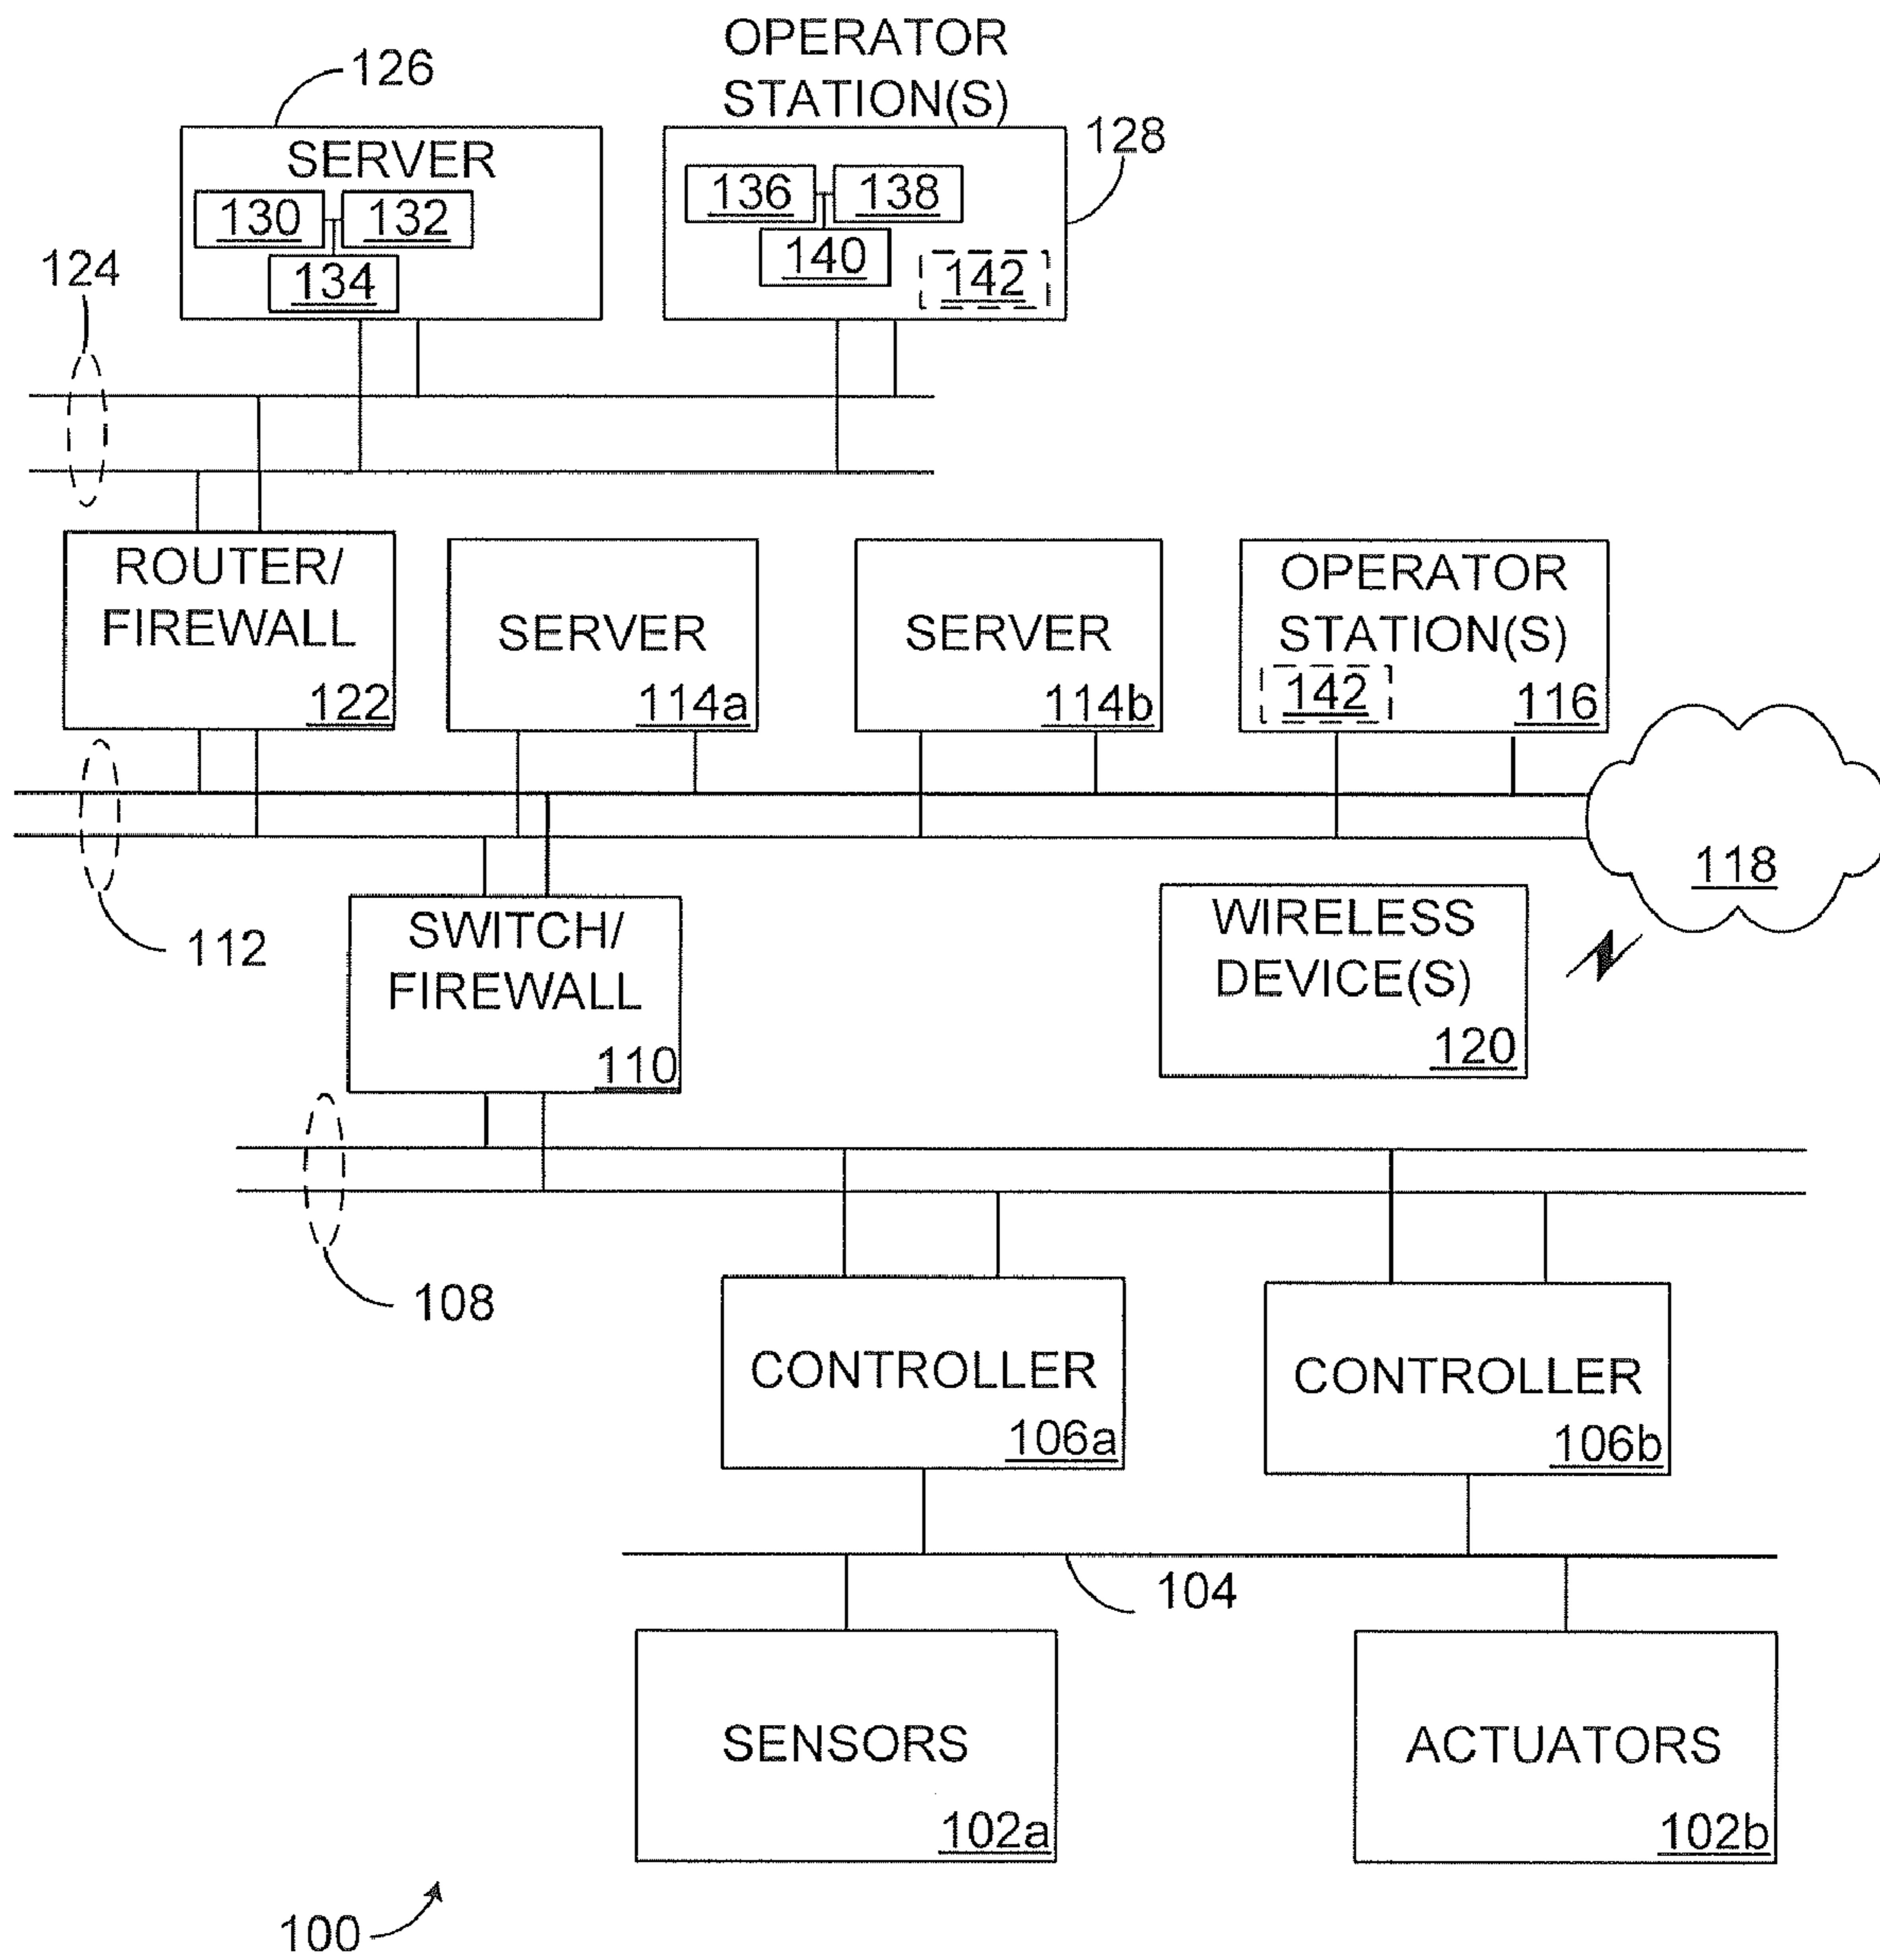 OPERATOR
STATION(S)
126
128
SERVER
130
132
134
136
138
140
142
124
ROUTER/
FIREWALL
122
SERVER
114a
SERVER
114b
OPERATOR
STATION(S)
142
116
118
112
SWITCH/
FIREWALL
110
WIRELESS
DEVICE(S)
120
108
CONTROLLER
106a
CONTROLLER
106b
104
SENSORS
102a
ACTUATORS
102b
100